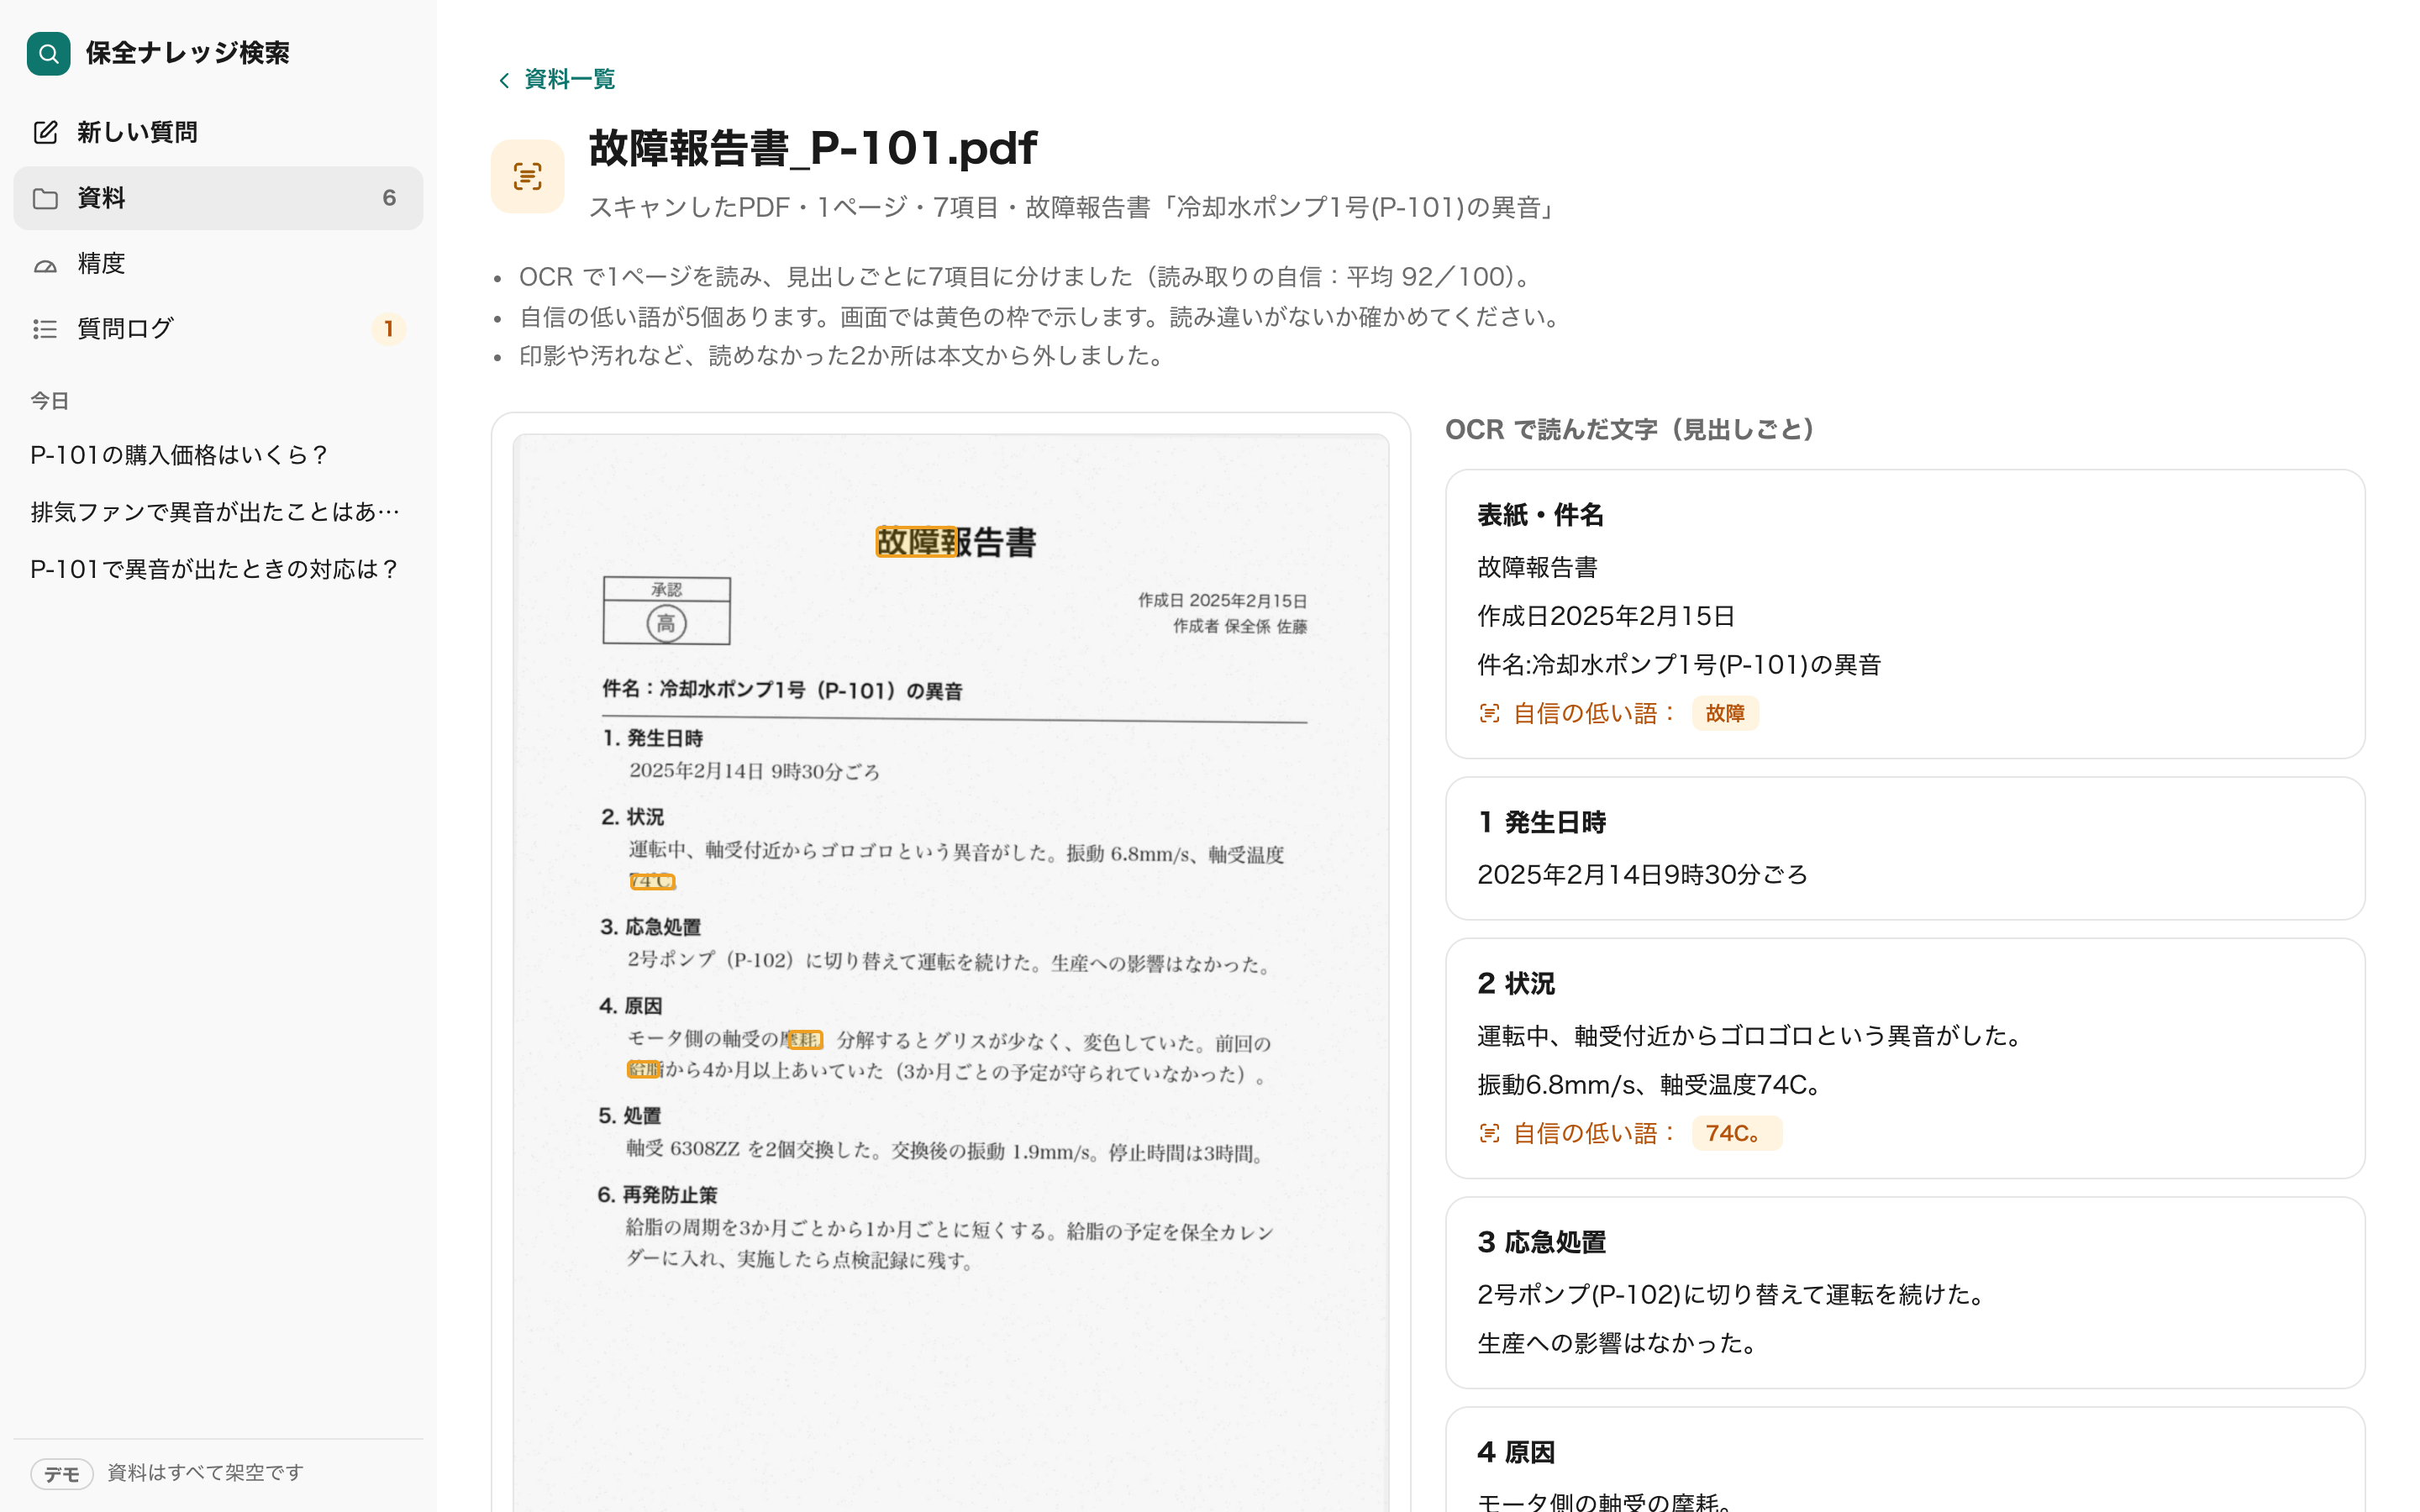 保全ナレッジ検索
新しい質問
資料 6
精度
質問ログ 1
今日
P-101の購入価格はいくら？
排気ファンで異音が出たことはあ…
P-101で異音が出たときの対応は？
デモ 資料はすべて架空です
資料一覧
故障報告書_P-101.pdf
スキャンしたPDF・1ページ・7項目・故障報告書「冷却水ポンプ1号(P-101)の異音」
• OCR で1ページを読み、見出しごとに7項目に分けました（読み取りの自信：平均 92／100）。
• 自信の低い語が5個あります。画面では黄色の枠で示します。読み違いがないか確かめてください。
• 印影や汚れなど、読めなかった2か所は本文から外しました。
故障報告書
承認
高
作成日 2025年2月15日
作成者 保全係 佐藤
件名：冷却水ポンプ1号（P-101）の異音
1. 発生日時
2025年2月14日 9時30分ごろ
2. 状況
運転中、軸受付近からゴロゴロという異音がした。振動 6.8mm/s、軸受温度
74℃。
3. 応急処置
2号ポンプ（P-102）に切り替えて運転を続けた。生産への影響はなかった。
4. 原因
モータ側の軸受の摩耗。分解するとグリスが少なく、変色していた。前回の
給脂から4か月以上あいていた（3か月ごとの予定が守られていなかった）。
5. 処置
軸受 6308ZZ を2個交換した。交換後の振動 1.9mm/s。停止時間は3時間。
6. 再発防止策
給脂の周期を3か月ごとから1か月ごとに短くする。給脂の予定を保全カレン
ダーに入れ、実施したら点検記録に残す。
OCR で読んだ文字（見出しごと）
表紙・件名
故障報告書
作成日2025年2月15日
件名:冷却水ポンプ1号(P-101)の異音
自信の低い語： 故障
1 発生日時
2025年2月14日9時30分ごろ
2 状況
運転中、軸受付近からゴロゴロという異音がした。
振動6.8mm/s、軸受温度74C。
自信の低い語： 74C。
3 応急処置
2号ポンプ(P-102)に切り替えて運転を続けた。
生産への影響はなかった。
4 原因
モータ側の軸受の摩耗。